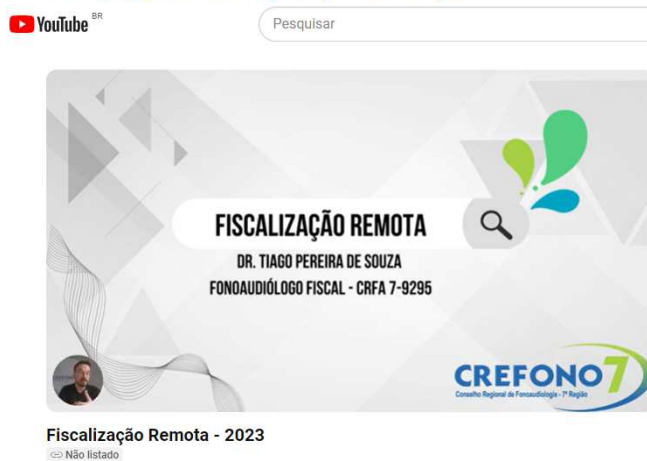 YouTube BR
Pesquisar
FISCALIZAÇÃO REMOTA
DR. TIAGO PEREIRA DE SOUZA
FONOAUDIÓLOGO FISCAL - CRFA 7-9295
CREFONO7
Conselho Regional de Fonoaudiologia - 7ª Região
Fiscalização Remota - 2023
Não listado